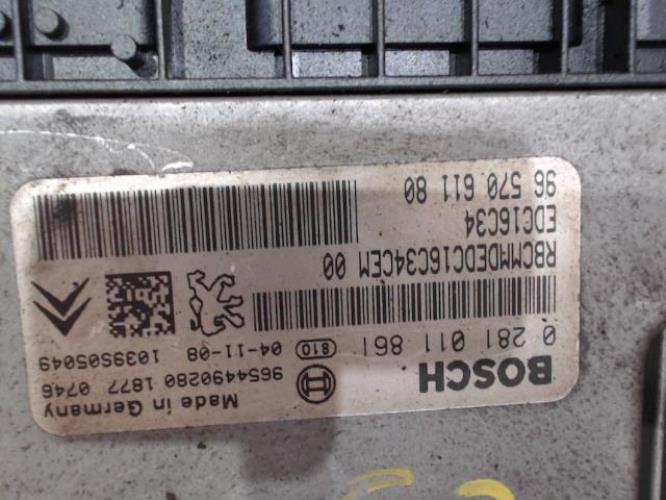 BOSCH
Made in Germany
9654490280 1877 0746
0 281 011 861
810
04-11-08
1039S05049
RBCMMDEDC16C34CEM 00
EDC16C34
96 570 611 80